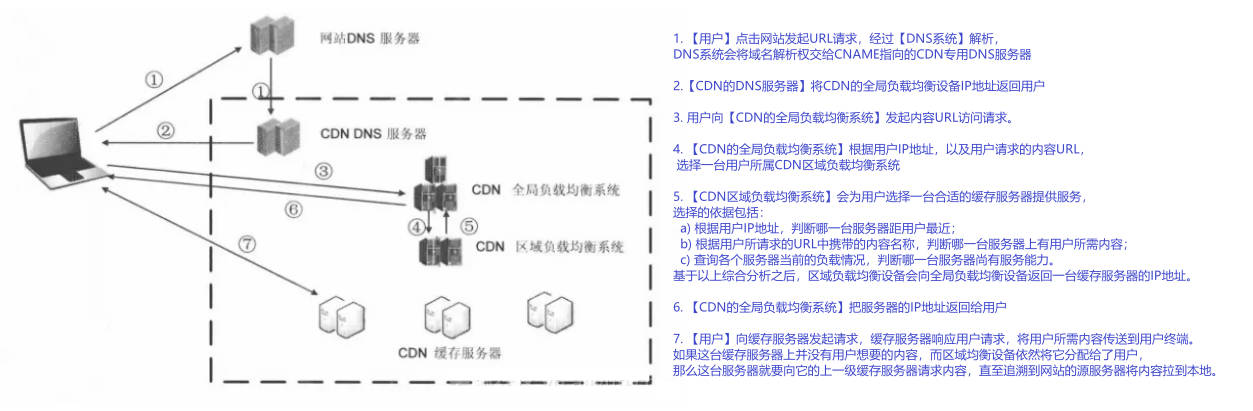 网站DNS 服务器
①
①
②
CDN DNS 服务器
③
CDN 全局负载均衡系统
⑥
④
⑤
CDN 区域负载均衡系统
⑦
CDN 缓存服务器
1. 【用户】点击网站发起URL请求，经过【DNS系统】解析，
DNS系统会将域名解析权交给CNAME指向的CDN专用DNS服务器
2.【CDN的DNS服务器】将CDN的全局负载均衡设备IP地址返回用户
3. 用户向【CDN的全局负载均衡系统】发起内容URL访问请求。
4. 【CDN的全局负载均衡系统】根据用户IP地址，以及用户请求的内容URL，
选择一台用户所属CDN区域负载均衡系统
5. 【CDN区域负载均衡系统】会为用户选择一台合适的缓存服务器提供服务，
选择的依据包括：
a) 根据用户IP地址，判断哪一台服务器距用户最近；
b) 根据用户所请求的URL中携带的内容名称，判断哪一台服务器上有用户所需内容；
c) 查询各个服务器当前的负载情况，判断哪一台服务器尚有服务能力。
基于以上综合分析之后，区域负载均衡设备会向全局负载均衡设备返回一台缓存服务器的IP地址。
6. 【CDN的全局负载均衡系统】把服务器的IP地址返回给用户
7. 【用户】向缓存服务器发起请求，缓存服务器响应用户请求，将用户所需内容传送到用户终端。
如果这台缓存服务器上并没有用户想要的内容，而区域均衡设备依然将它分配给了用户，
那么这台服务器就要向它的上一级缓存服务器请求内容，直至追溯到网站的源服务器将内容拉到本地。